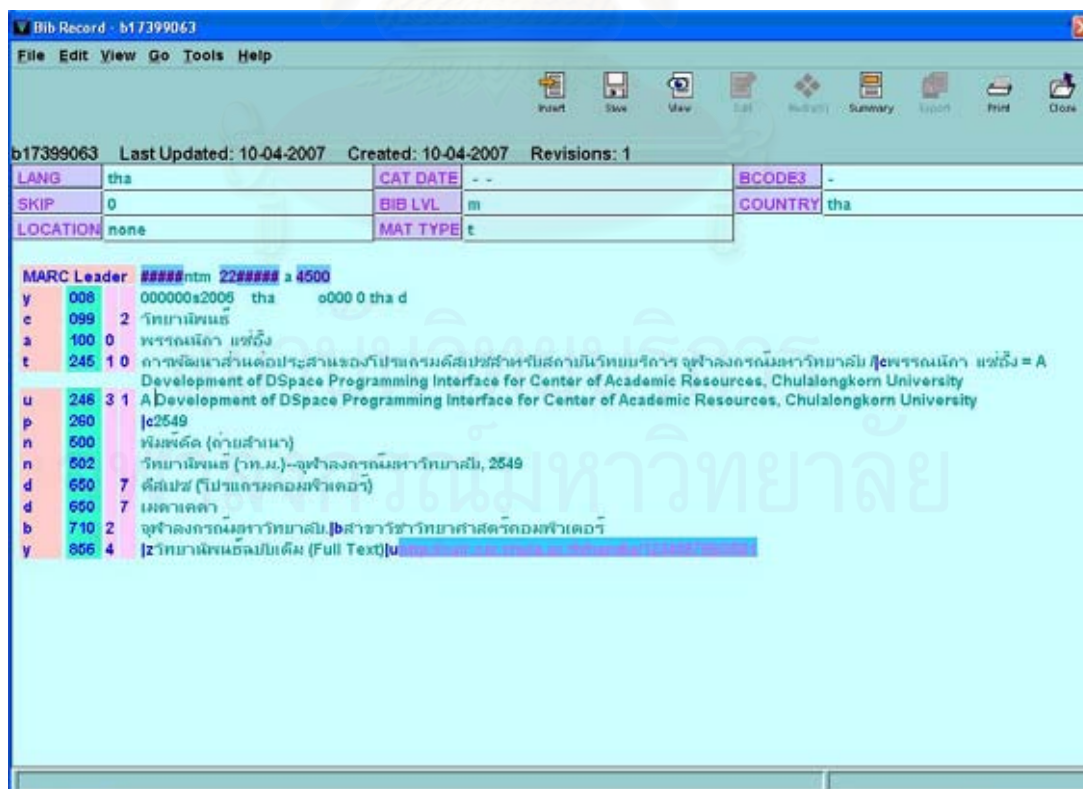 Bib Record - b17399063
File Edit View Go Tools Help
Insert Save View Edit Summary Export Print Close
b17399063 Last Updated: 10-04-2007 Created: 10-04-2007 Revisions: 1
LANG tha CAT DATE - - BCODE3 -
SKIP 0 BIB LVL m COUNTRY tha
LOCATION none MAT TYPE t
MARC Leader #####ntm 22##### a 4500
y 008 000000s2006 tha o000 0 tha d
c 099 2 วิทยานิพนธ์
a 100 0 พรรณนิภา แซ่อึ้ง
t 245 1 0 การพัฒนาส่วนต่อประสานของโปรแกรมดีสเปซสำหรับสถาบันวิทยบริการ จุฬาลงกรณ์มหาวิทยาลัย /|cพรรณนิภา แซ่อึ้ง = A
Development of DSpace Programming Interface for Center of Academic Resources, Chulalongkorn University
u 246 3 1 A Development of DSpace Programming Interface for Center of Academic Resources, Chulalongkorn University
p 260 |c2549
n 500 พิมพ์ดีด (ถ่ายสำเนา)
n 502 วิทยานิพนธ์ (วท.ม.)--จุฬาลงกรณ์มหาวิทยาลัย, 2549
d 650 7 ดีสเปซ (โปรแกรมคอมพิวเตอร์)
d 650 7 เมตาเดตา
b 710 2 จุฬาลงกรณ์มหาวิทยาลัย.|bสาขาวิชาวิทยาศาสตร์คอมพิวเตอร์
y 856 4 |zวิทยานิพนธ์ฉบับเต็ม (Full Text)|u